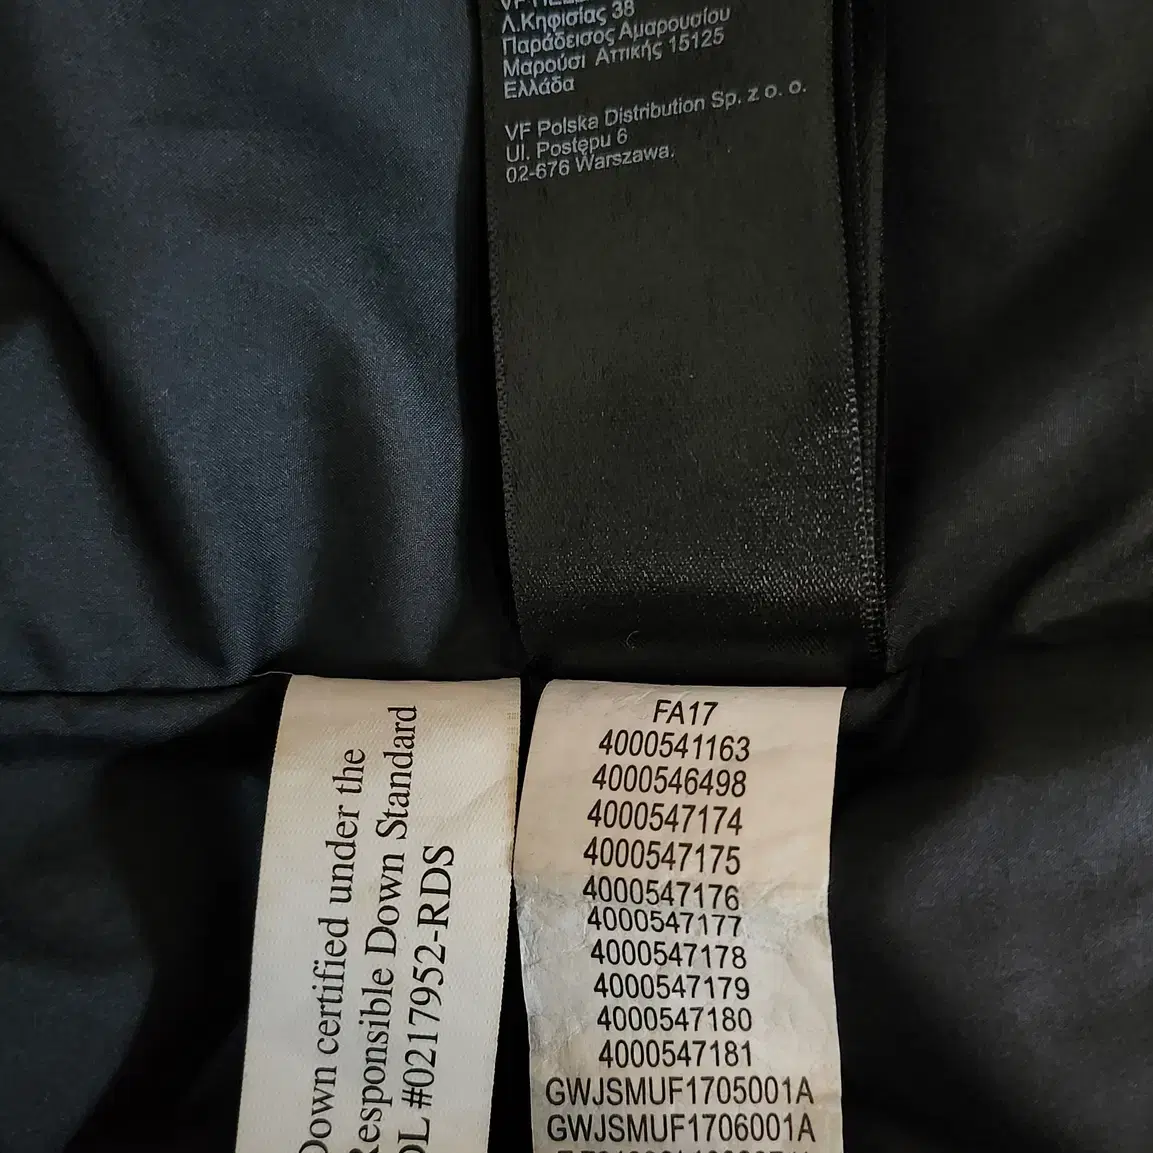 Λ.Κηφισίας 38
Παράδεισος Αμαρουσίου
Μαρούσι Αττικής 15125
Ελλάδα
VF Polska Distribution Sp. z o. o.
Ul. Postępu 6
02-676 Warszawa.
Down certified under the
Responsible Down Standard
#0217952-RDS
FA17
4000541163
4000546498
4000547174
4000547175
4000547176
4000547177
4000547178
4000547179
4000547180
4000547181
GWJSMUF1705001A
GWJSMUF1706001A